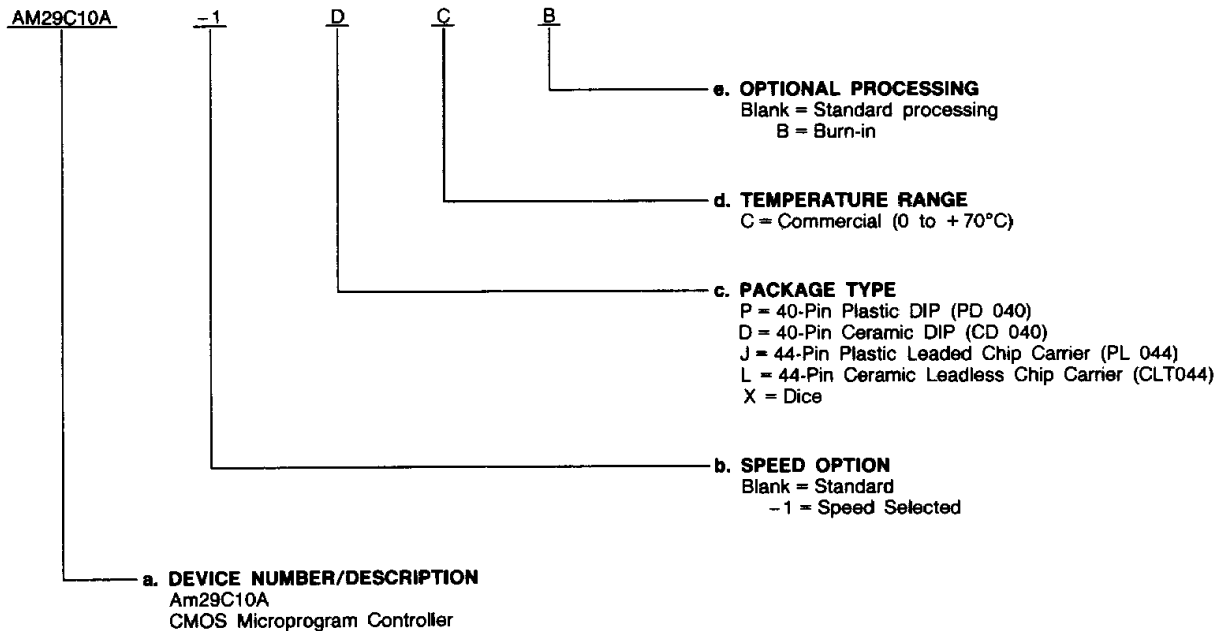 AM29C10A -1 D C B
e. OPTIONAL PROCESSING
Blank = Standard processing
B = Burn-in
d. TEMPERATURE RANGE
C = Commercial (0 to +70°C)
c. PACKAGE TYPE
P = 40-Pin Plastic DIP (PD 040)
D = 40-Pin Ceramic DIP (CD 040)
J = 44-Pin Plastic Leaded Chip Carrier (PL 044)
L = 44-Pin Ceramic Leadless Chip Carrier (CLT044)
X = Dice
b. SPEED OPTION
Blank = Standard
-1 = Speed Selected
a. DEVICE NUMBER/DESCRIPTION
Am29C10A
CMOS Microprogram Controller